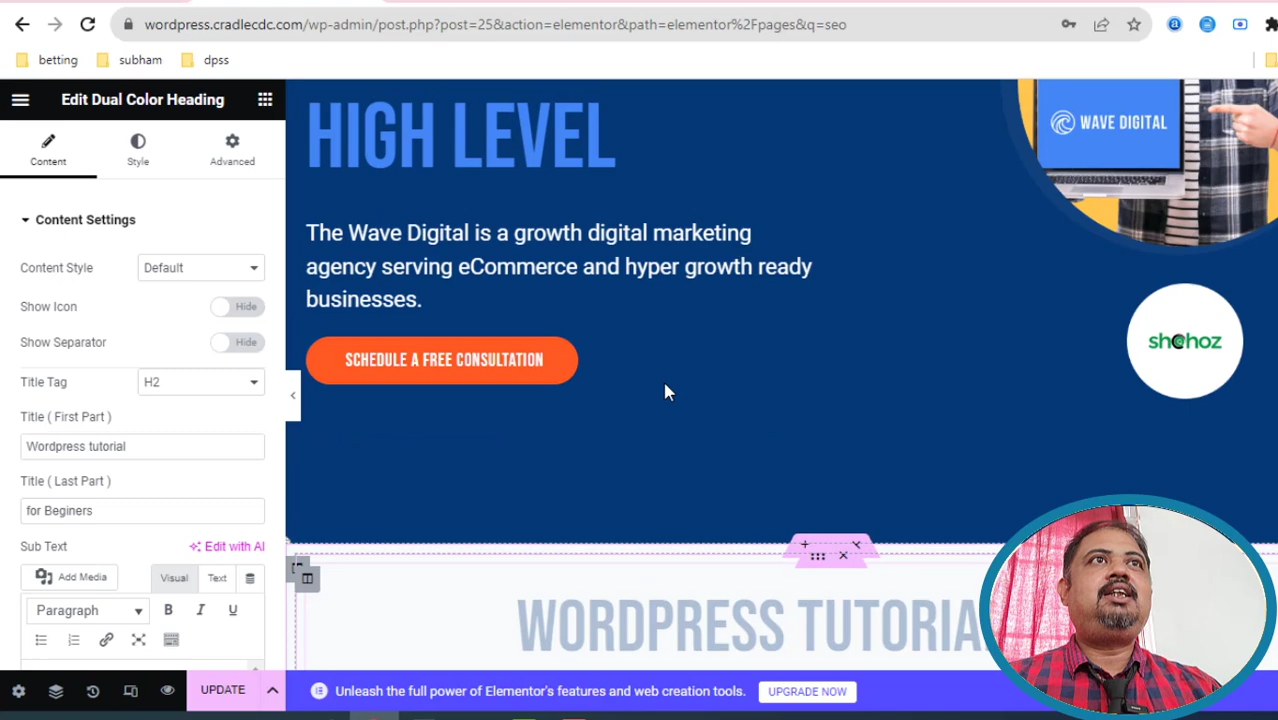 wordpress.cradlecdc.com/wp-admin/post.php?post=25&action=elementor&path=elementor%2Fpages&q=seo
betting
subham
dpss
Edit Dual Color Heading
Content
Style
Advanced
Content Settings
Content Style
Default
Show Icon
Hide
Show Separator
Hide
Title Tag
H2
Title ( First Part )
Wordpress tutorial
Title ( Last Part )
for Beginers
Sub Text
Edit with AI
Add Media
Visual
Text
Paragraph
B
I
U
UPDATE
HIGH LEVEL
The Wave Digital is a growth digital marketing
agency serving eCommerce and hyper growth ready
businesses.
SCHEDULE A FREE CONSULTATION
WAVE DIGITAL
shohoz
WORDPRESS TUTORIA
Unleash the full power of Elementor's features and web creation tools.
UPGRADE NOW